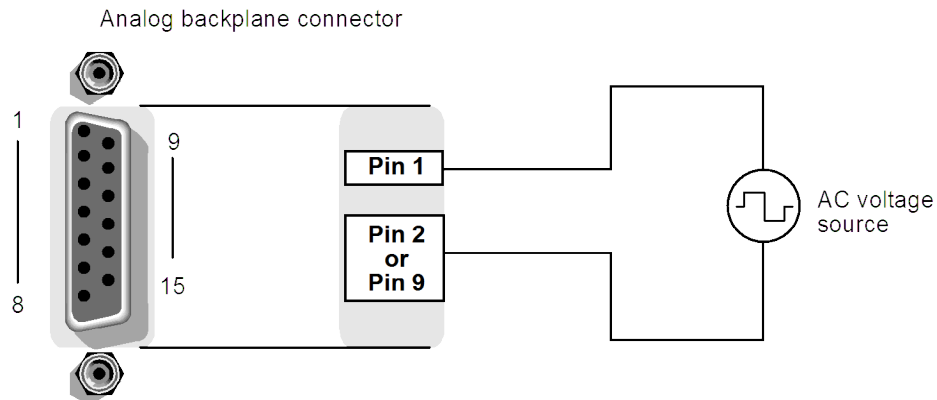 Analog backplane connector
1
9
8
15
Pin 1
Pin 2
or
Pin 9
AC voltage
source